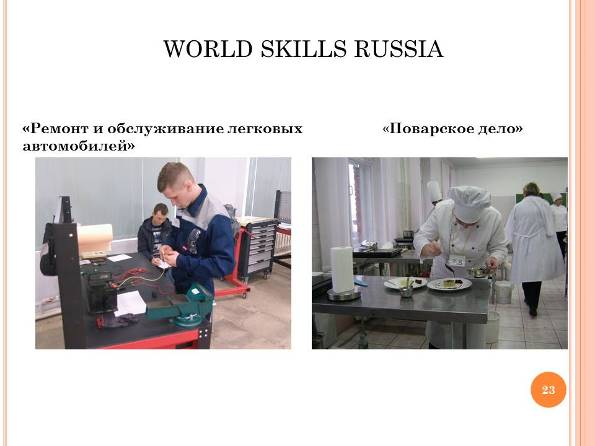 WORLD SKILLS RUSSIA
«Ремонт и обслуживание легковых
автомобилей»
«Поварское дело»
23